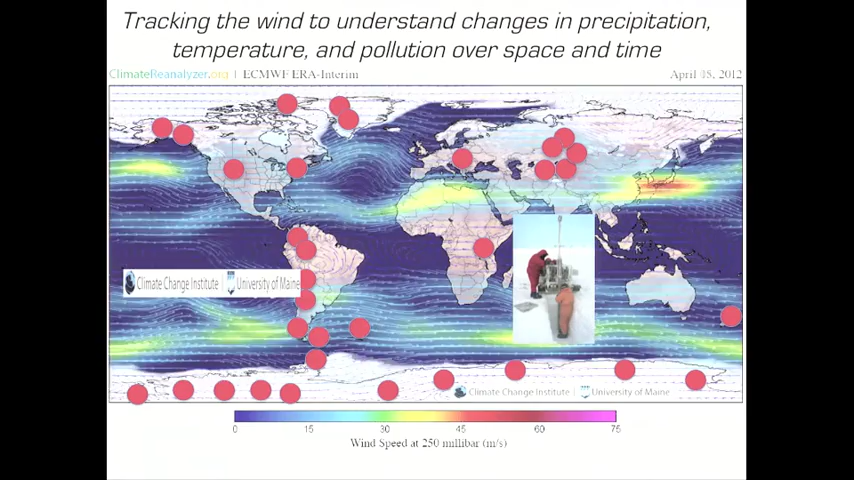 Tracking the wind to understand changes in precipitation,
temperature, and pollution over space and time
ClimateReanalyzer.org | ECMWF ERA-Interim
April 18, 2012
Climate Change Institute | University of Maine
Climate Change Institute | University of Maine
0 15 30 45 60 75
Wind Speed at 250 millibar (m/s)